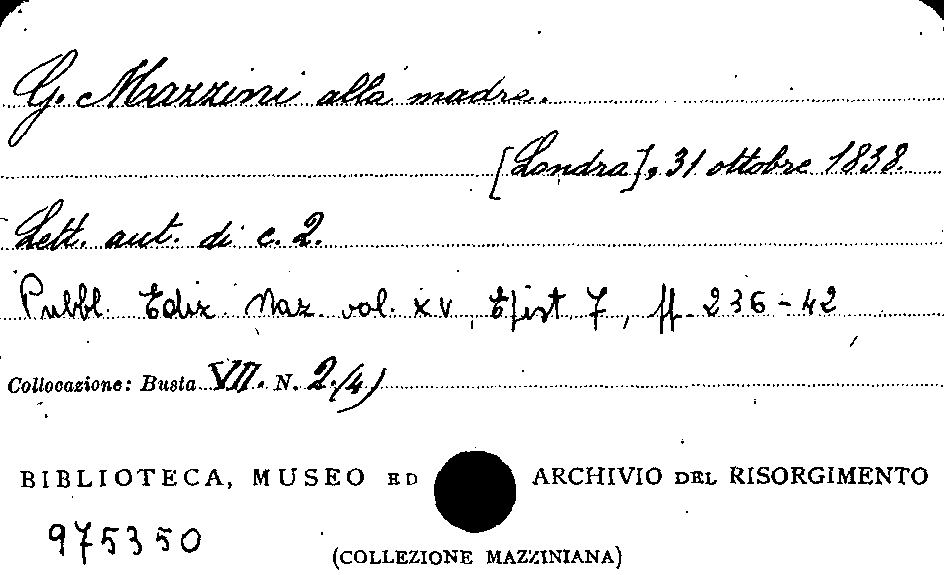 G. Mazzini alla madre.
[Londra], 31 ottobre 1838.
Lett. aut. di c. 2.
Pubbl. Ediz. Naz. vol. XV, Epist. 7, pp. 236-42
Collocazione: Busta VII. N. 2.(4)
BIBLIOTECA, MUSEO ED ARCHIVIO DEL RISORGIMENTO
975350
(COLLEZIONE MAZZINIANA)